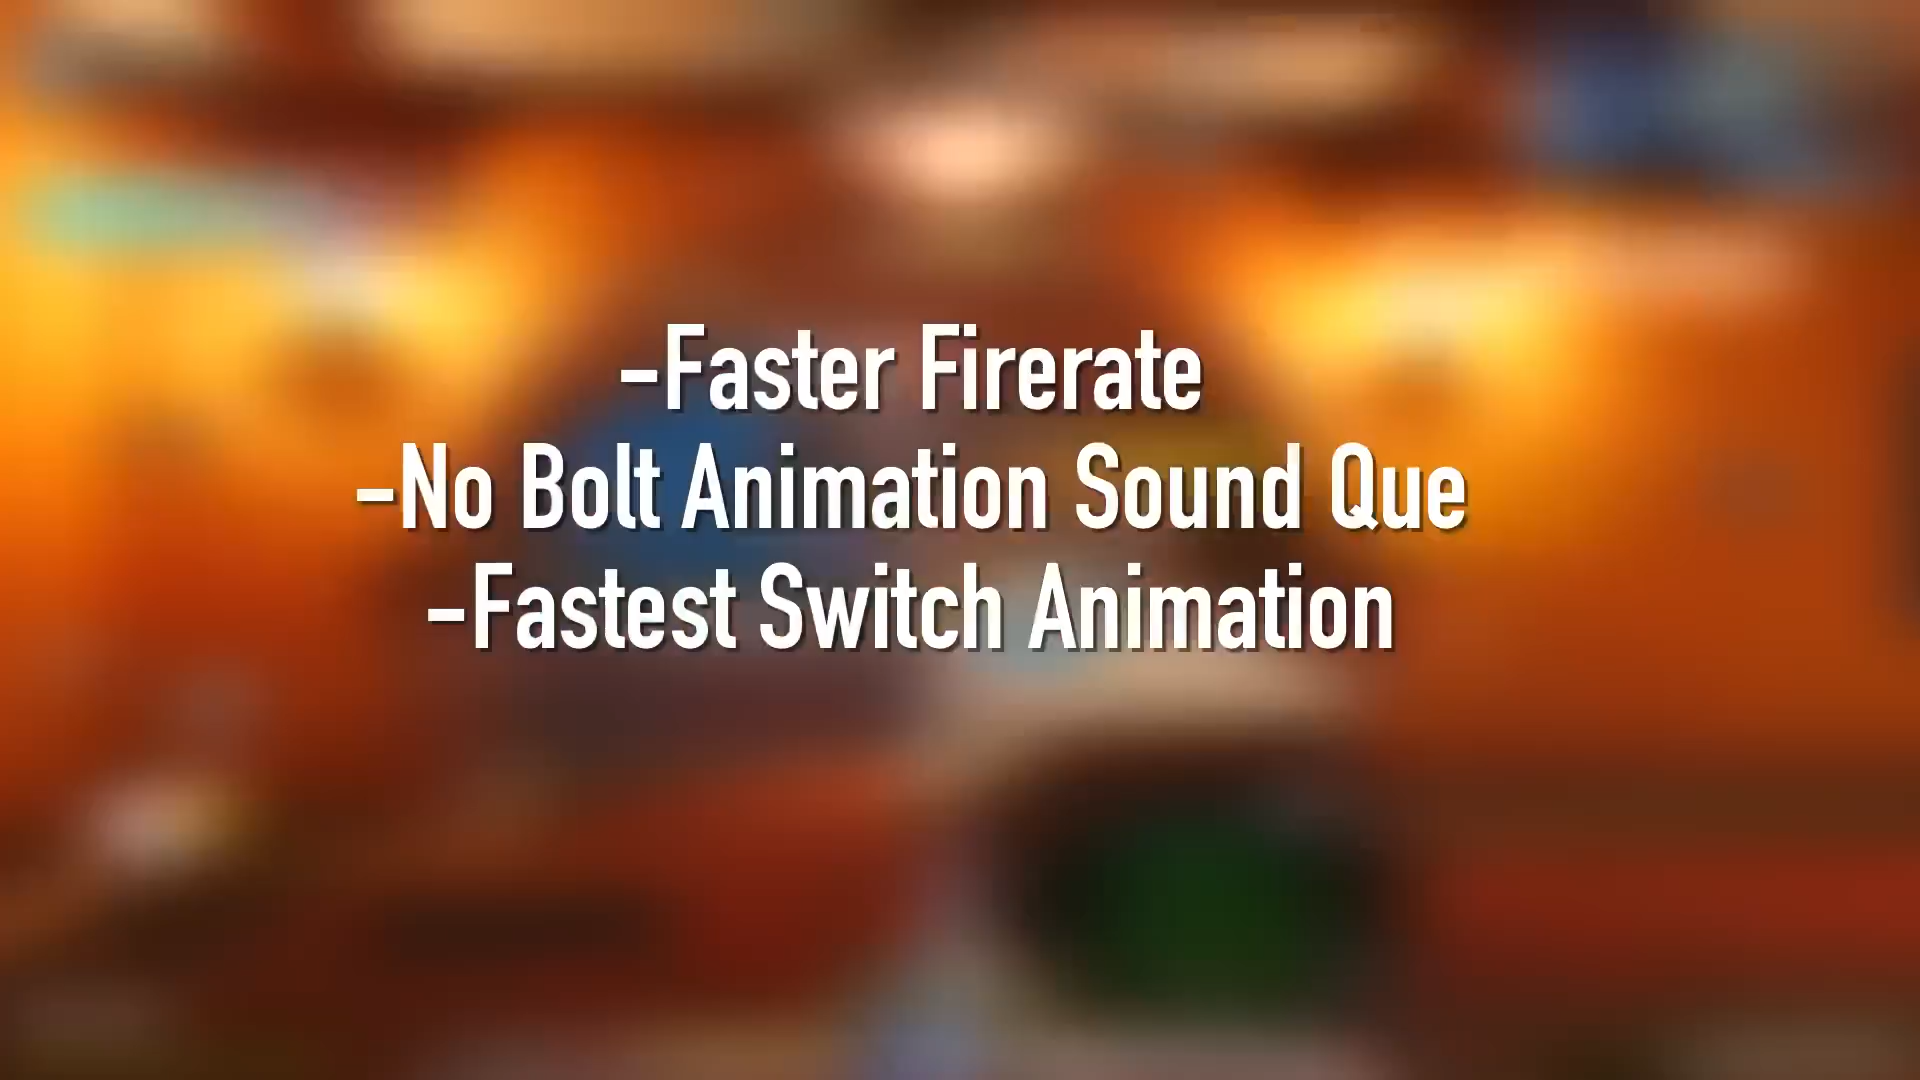 -Faster Firerate
-No Bolt Animation Sound Que
-Fastest Switch Animation